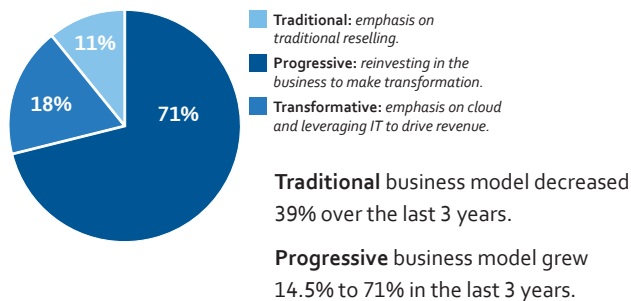 11%
18%
71%
Traditional: emphasis on
traditional reselling.
Progressive: reinvesting in the
business to make transformation.
Transformative: emphasis on cloud
and leveraging IT to drive revenue.
Traditional business model decreased
39% over the last 3 years.
Progressive business model grew
14.5% to 71% in the last 3 years.